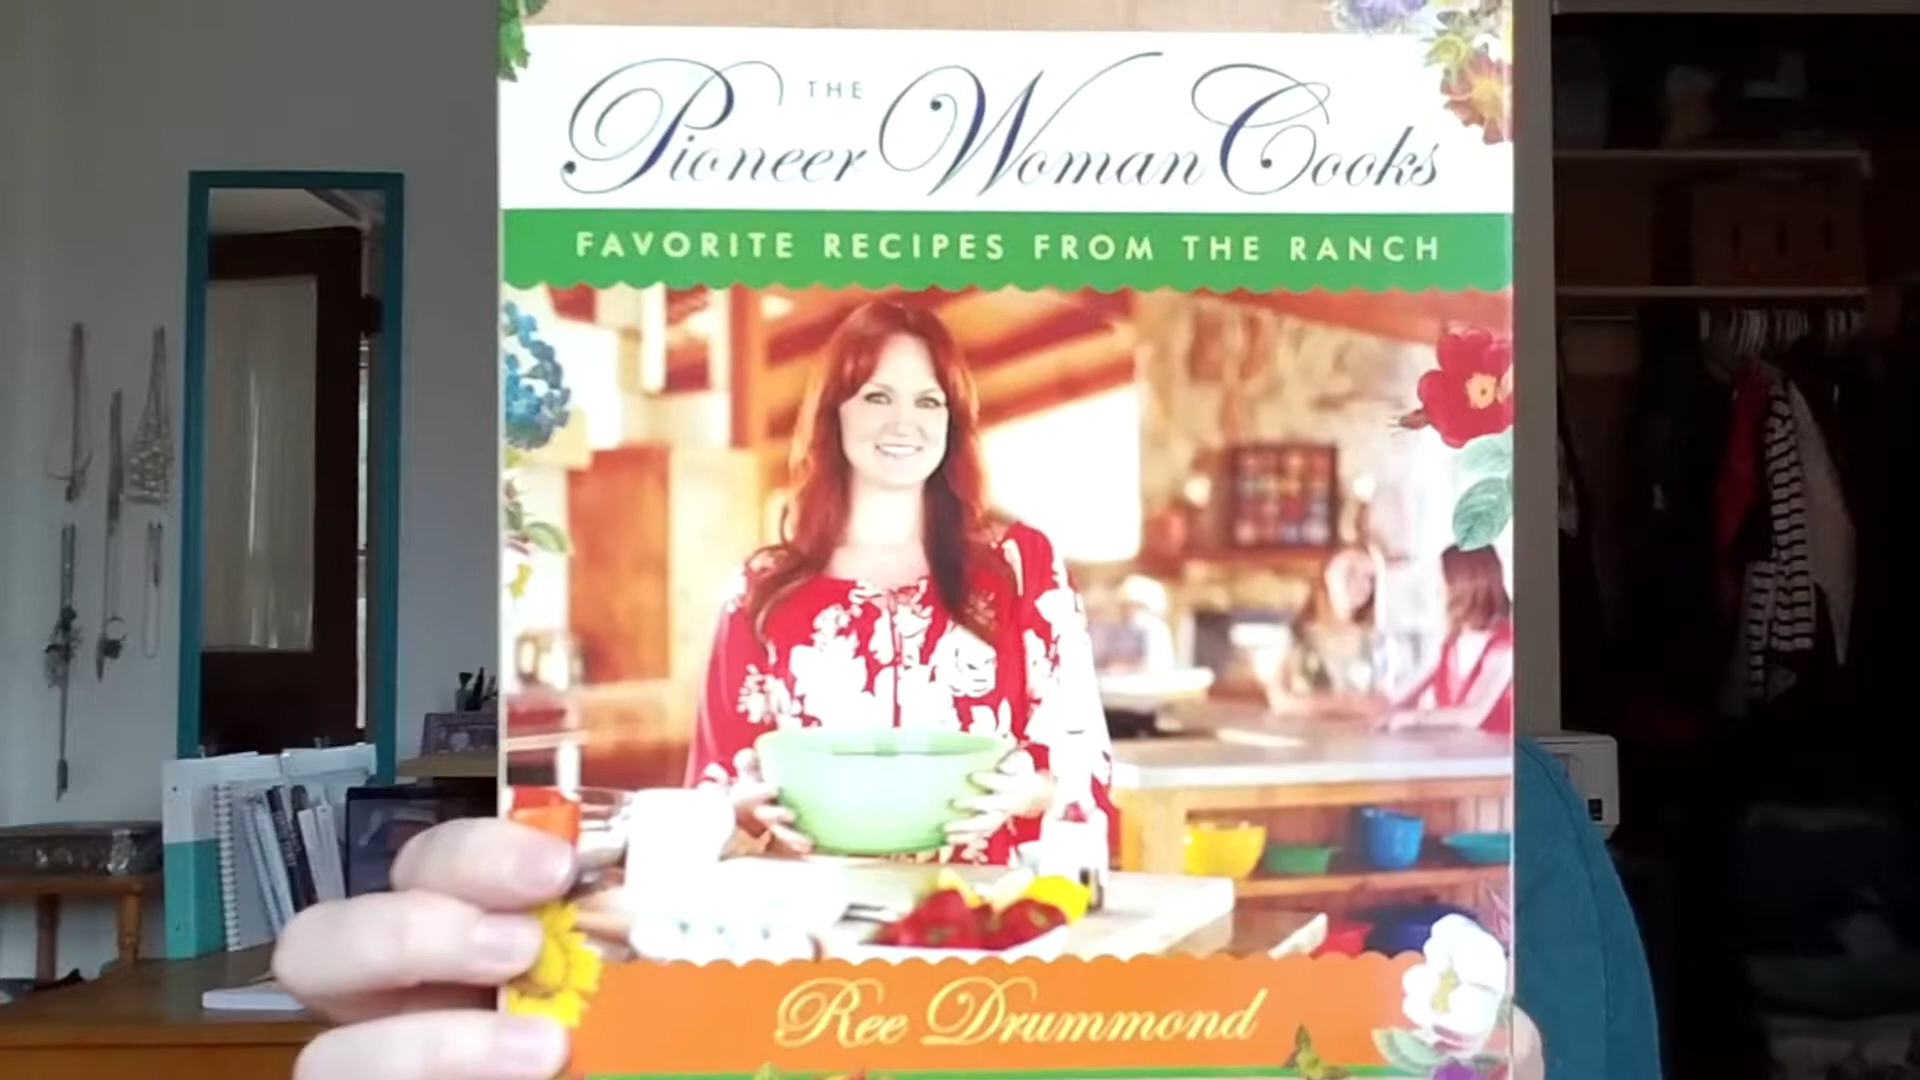 THE
Pioneer Woman Cooks
FAVORITE RECIPES FROM THE RANCH
Ree Drummond